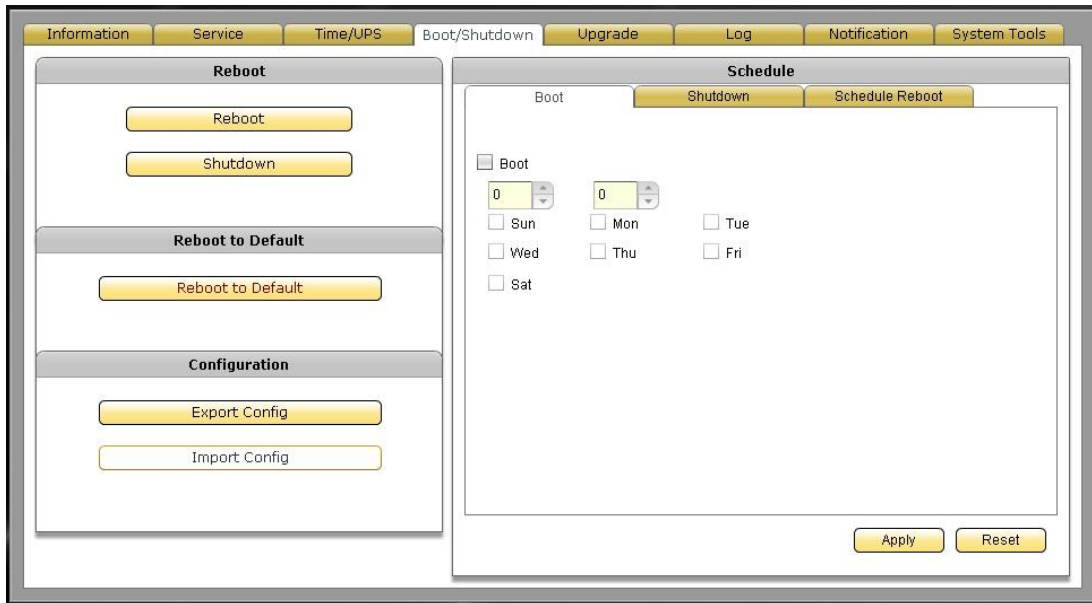 Information Service Time/UPS Boot/Shutdown Upgrade Log Notification System Tools
Reboot
Reboot
Shutdown
Reboot to Default
Reboot to Default
Configuration
Export Config
Import Config
Schedule
Boot Shutdown Schedule Reboot
Boot
0 0
Sun Mon Tue
Wed Thu Fri
Sat
Apply Reset